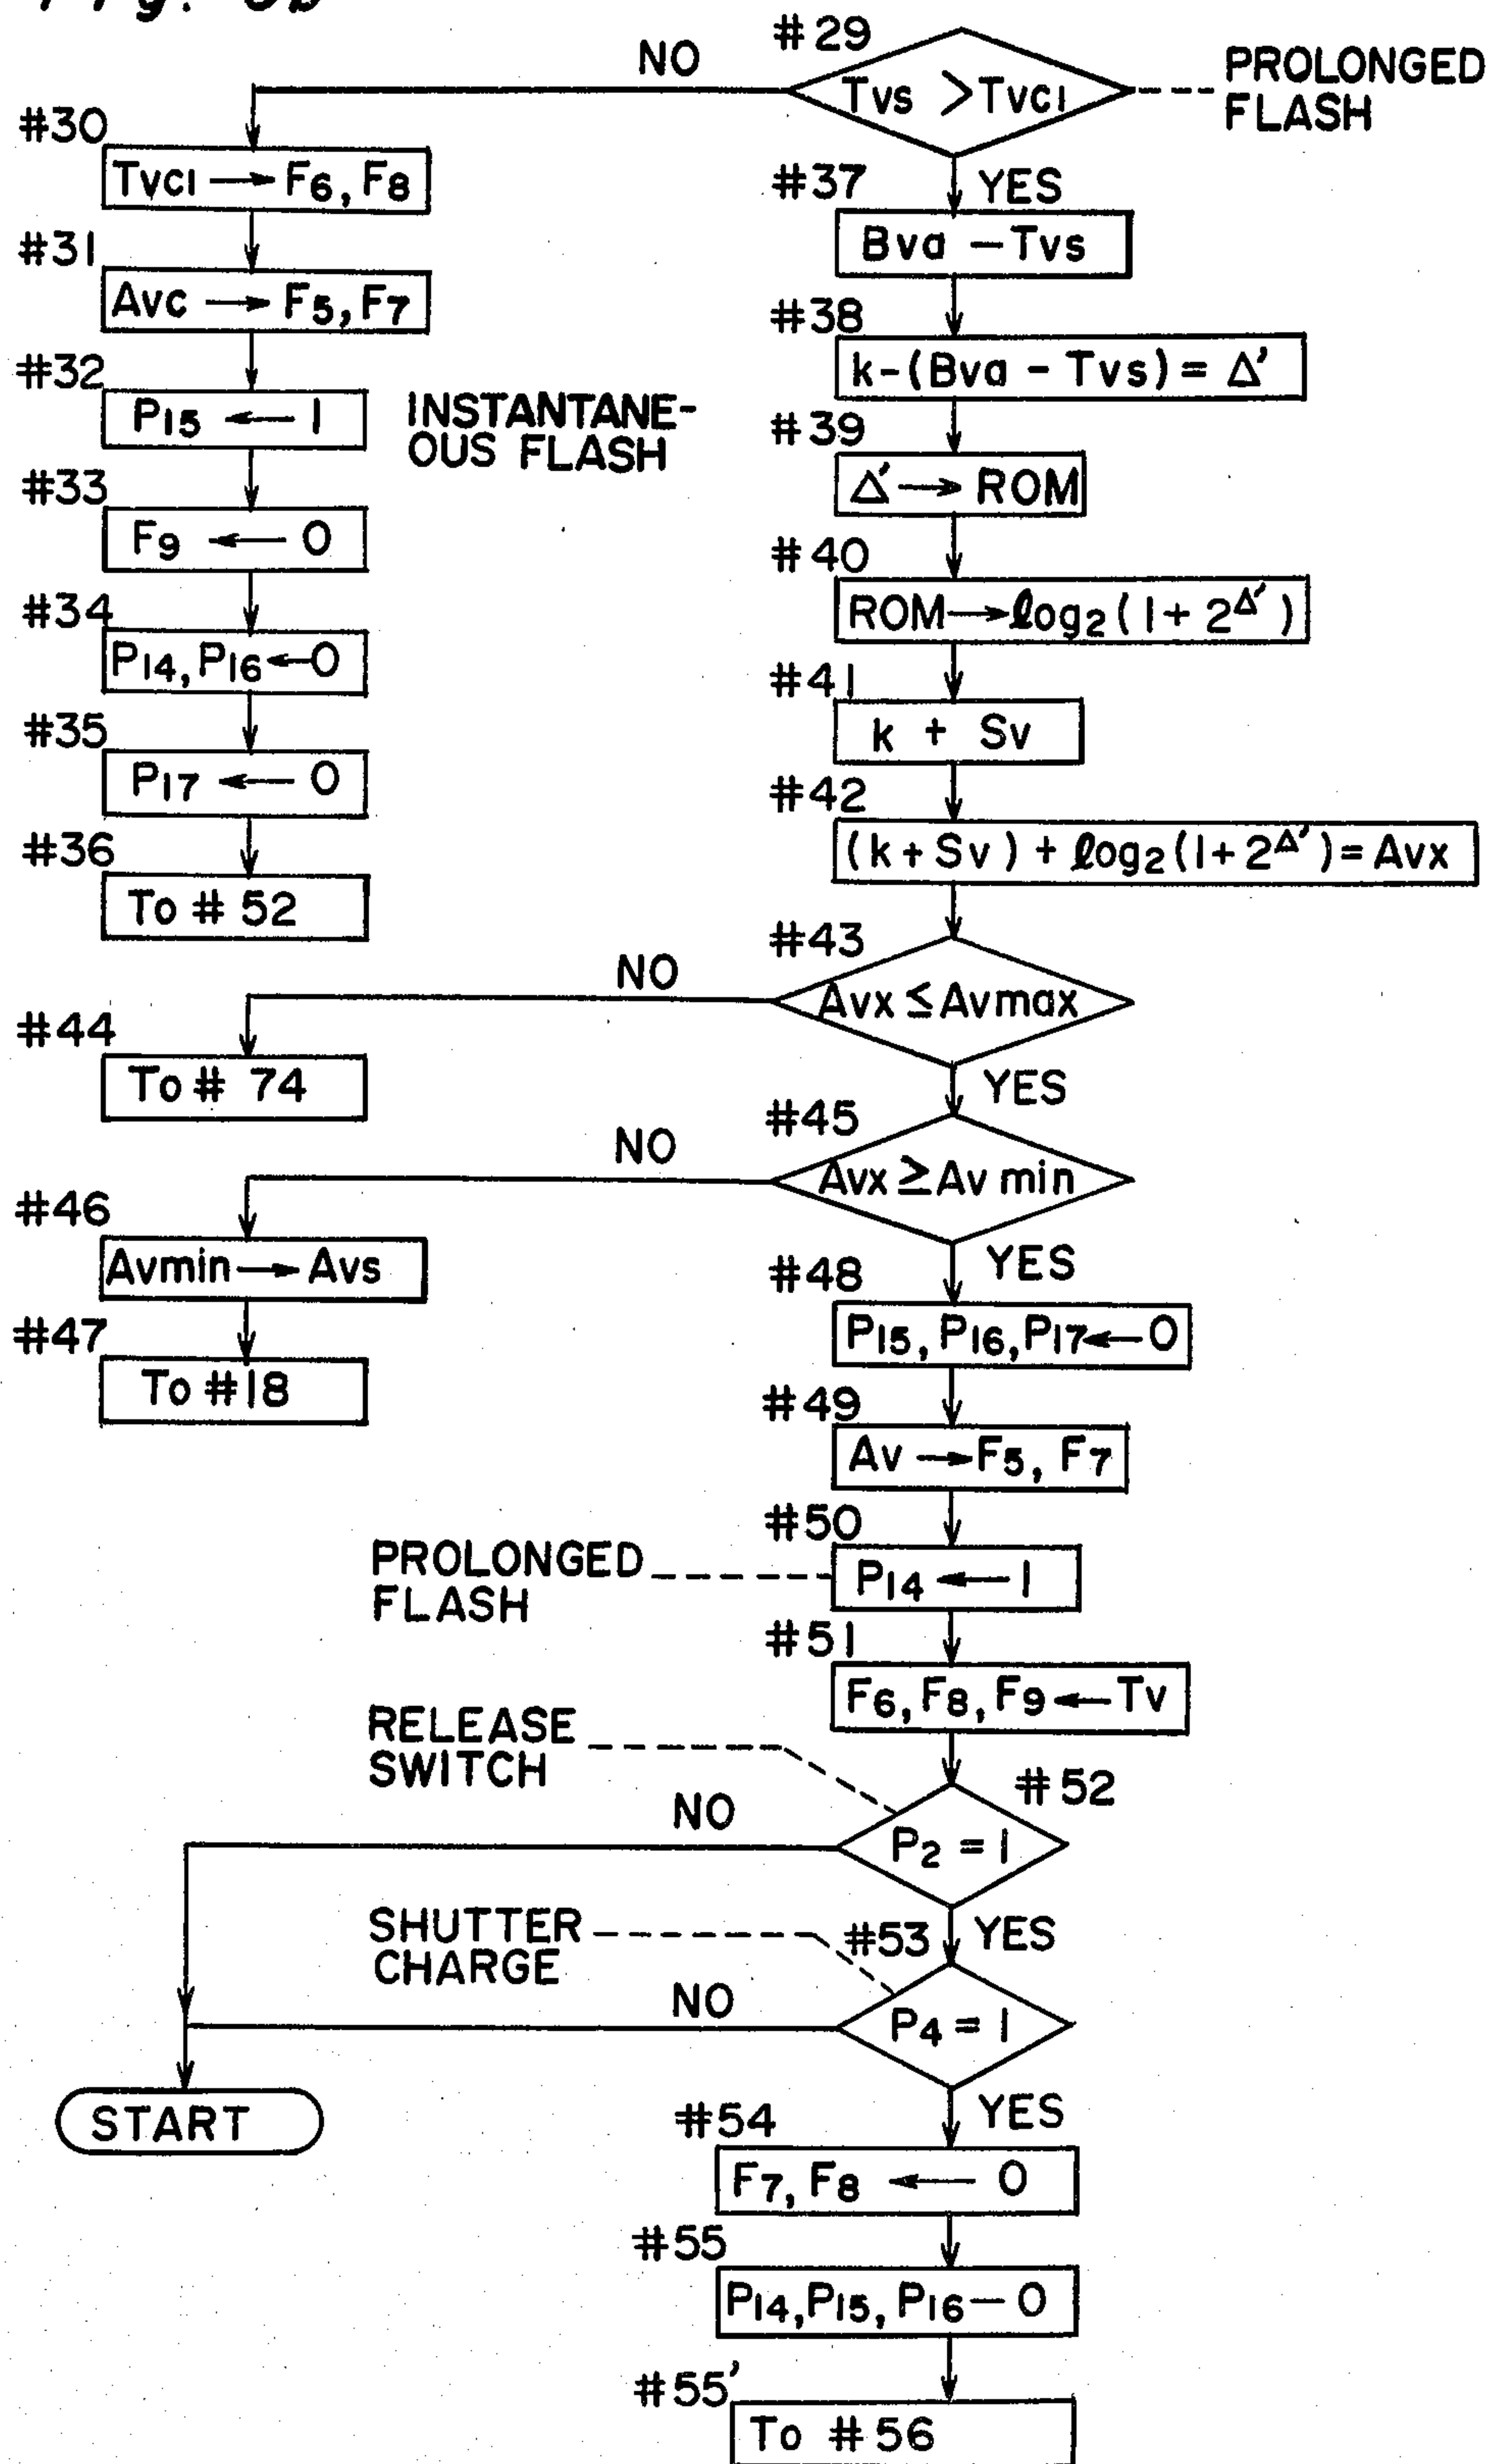 #29
NO
Tvs >Tvc1
PROLONGED
FLASH
#30
Tvc1 → F6, F8
#37
YES
Bva - Tvs
#31
Avc → F5, F7
#38
k-(Bva - Tvs) = Δ'
#32
P15 ← 1
INSTANTANE-
OUS FLASH
#39
Δ' → ROM
#33
F9 ← 0
#40
ROM → log2(1+2^Δ')
#34
P14, P16 ← 0
#41
k + Sv
#35
P17 ← 0
#42
(k+Sv) + log2(1+2^Δ') = Avx
#36
To # 52
#43
NO
Avx ≤ Avmax
#44
To # 74
YES
#45
NO
Avx ≥ Av min
#46
Avmin → Avs
YES
#48
P15, P16, P17 ← 0
#47
To #18
#49
Av → F5, F7
#50
PROLONGED
FLASH
P14 ← 1
#51
F6, F8, F9 ← Tv
RELEASE
SWITCH
#52
NO
P2 = 1
SHUTTER
CHARGE
#53
YES
NO
P4 = 1
START
YES
#54
F7, F8 ← 0
#55
P14, P15, P16 — 0
#55'
To #56